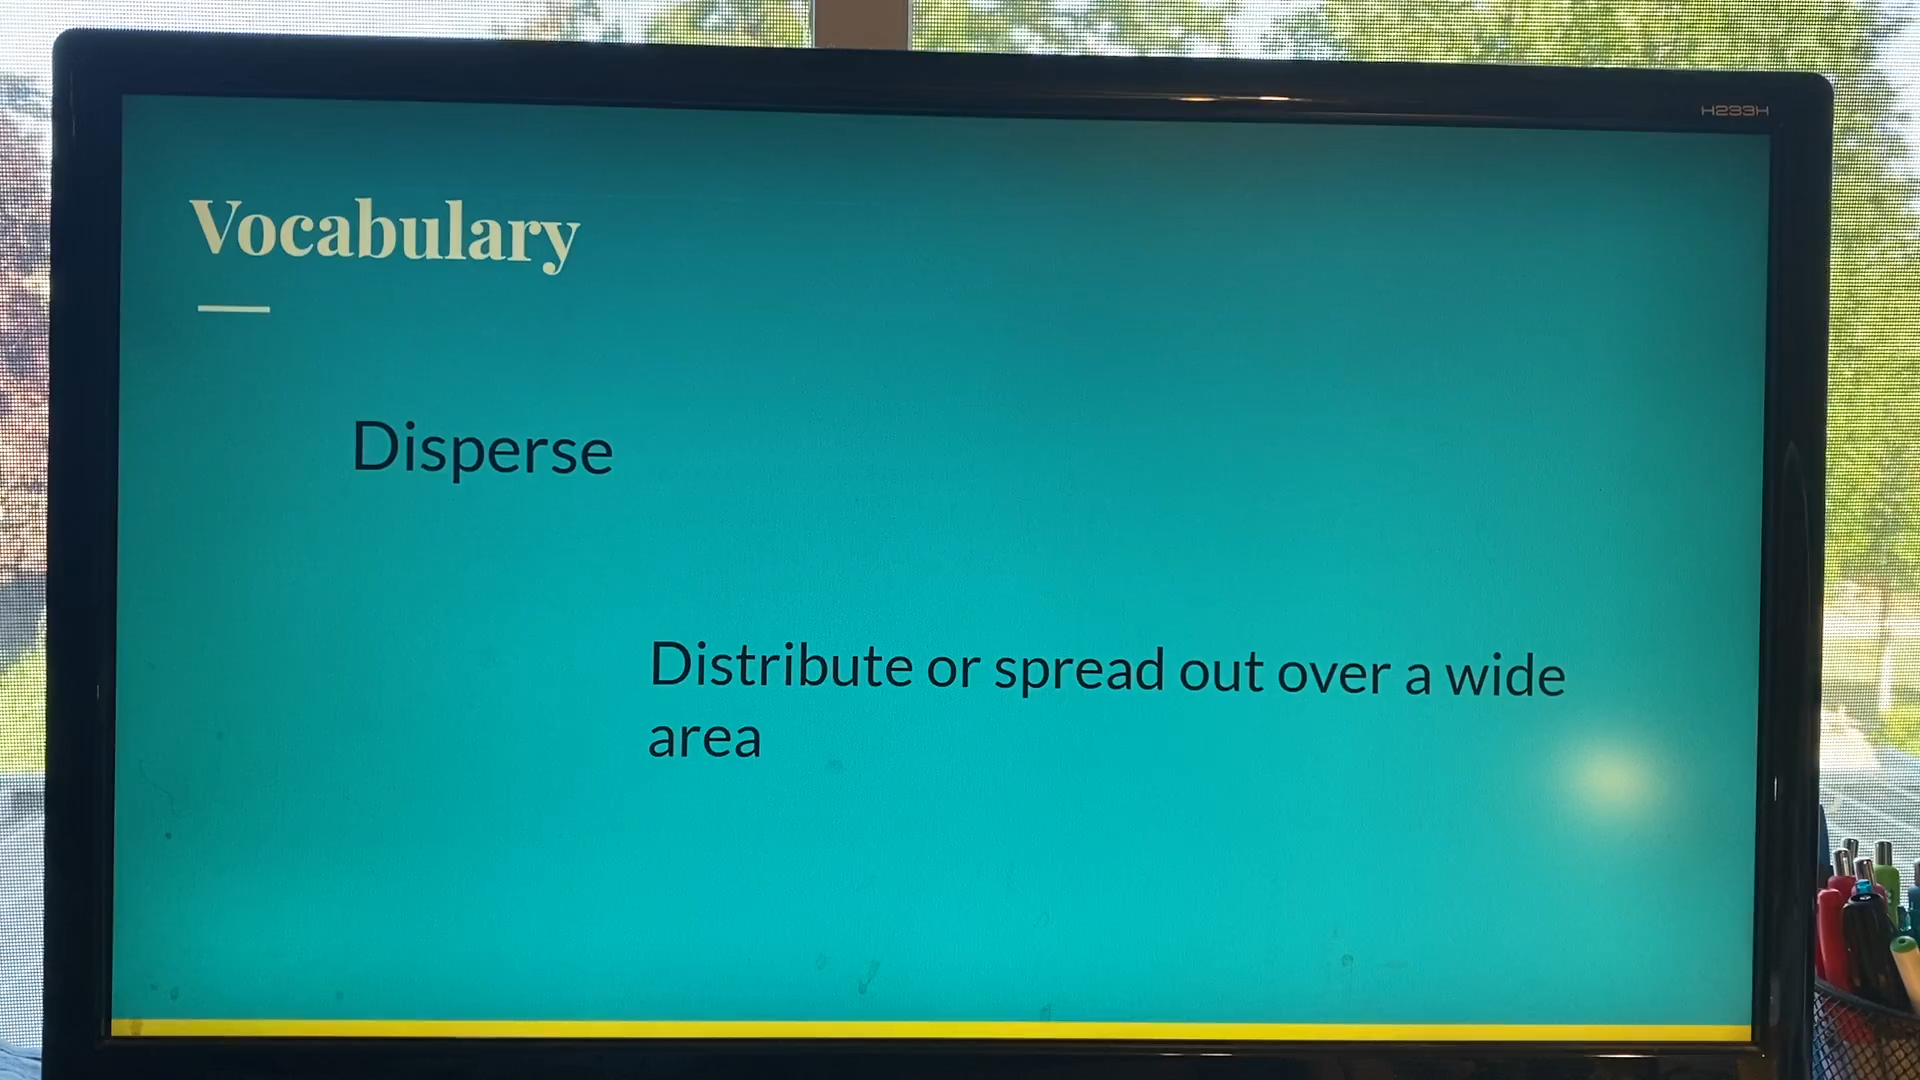 H233H
Vocabulary
Disperse
Distribute or spread out over a wide
area